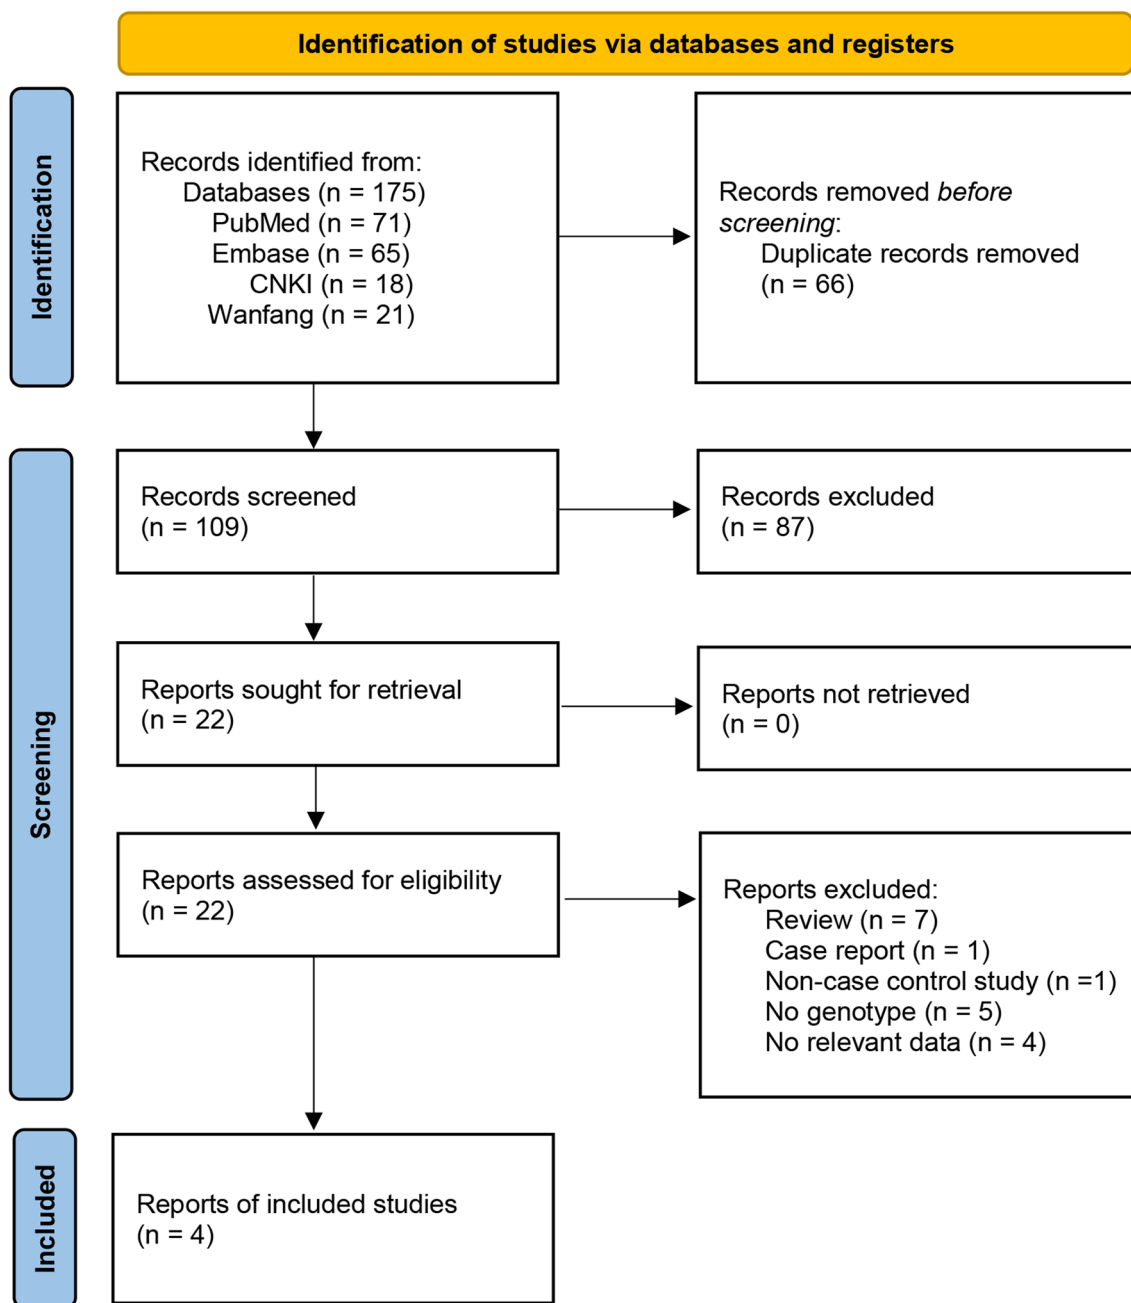 Identification of studies via databases and registers
Identification
Records identified from:
Databases (n = 175)
PubMed (n = 71)
Embase (n = 65)
CNKI (n = 18)
Wanfang (n = 21)
Records removed before
screening:
Duplicate records removed
(n = 66)
Screening
Records screened
(n = 109)
Records excluded
(n = 87)
Reports sought for retrieval
(n = 22)
Reports not retrieved
(n = 0)
Reports assessed for eligibility
(n = 22)
Reports excluded:
Review (n = 7)
Case report (n = 1)
Non-case control study (n =1)
No genotype (n = 5)
No relevant data (n = 4)
Included
Reports of included studies
(n = 4)